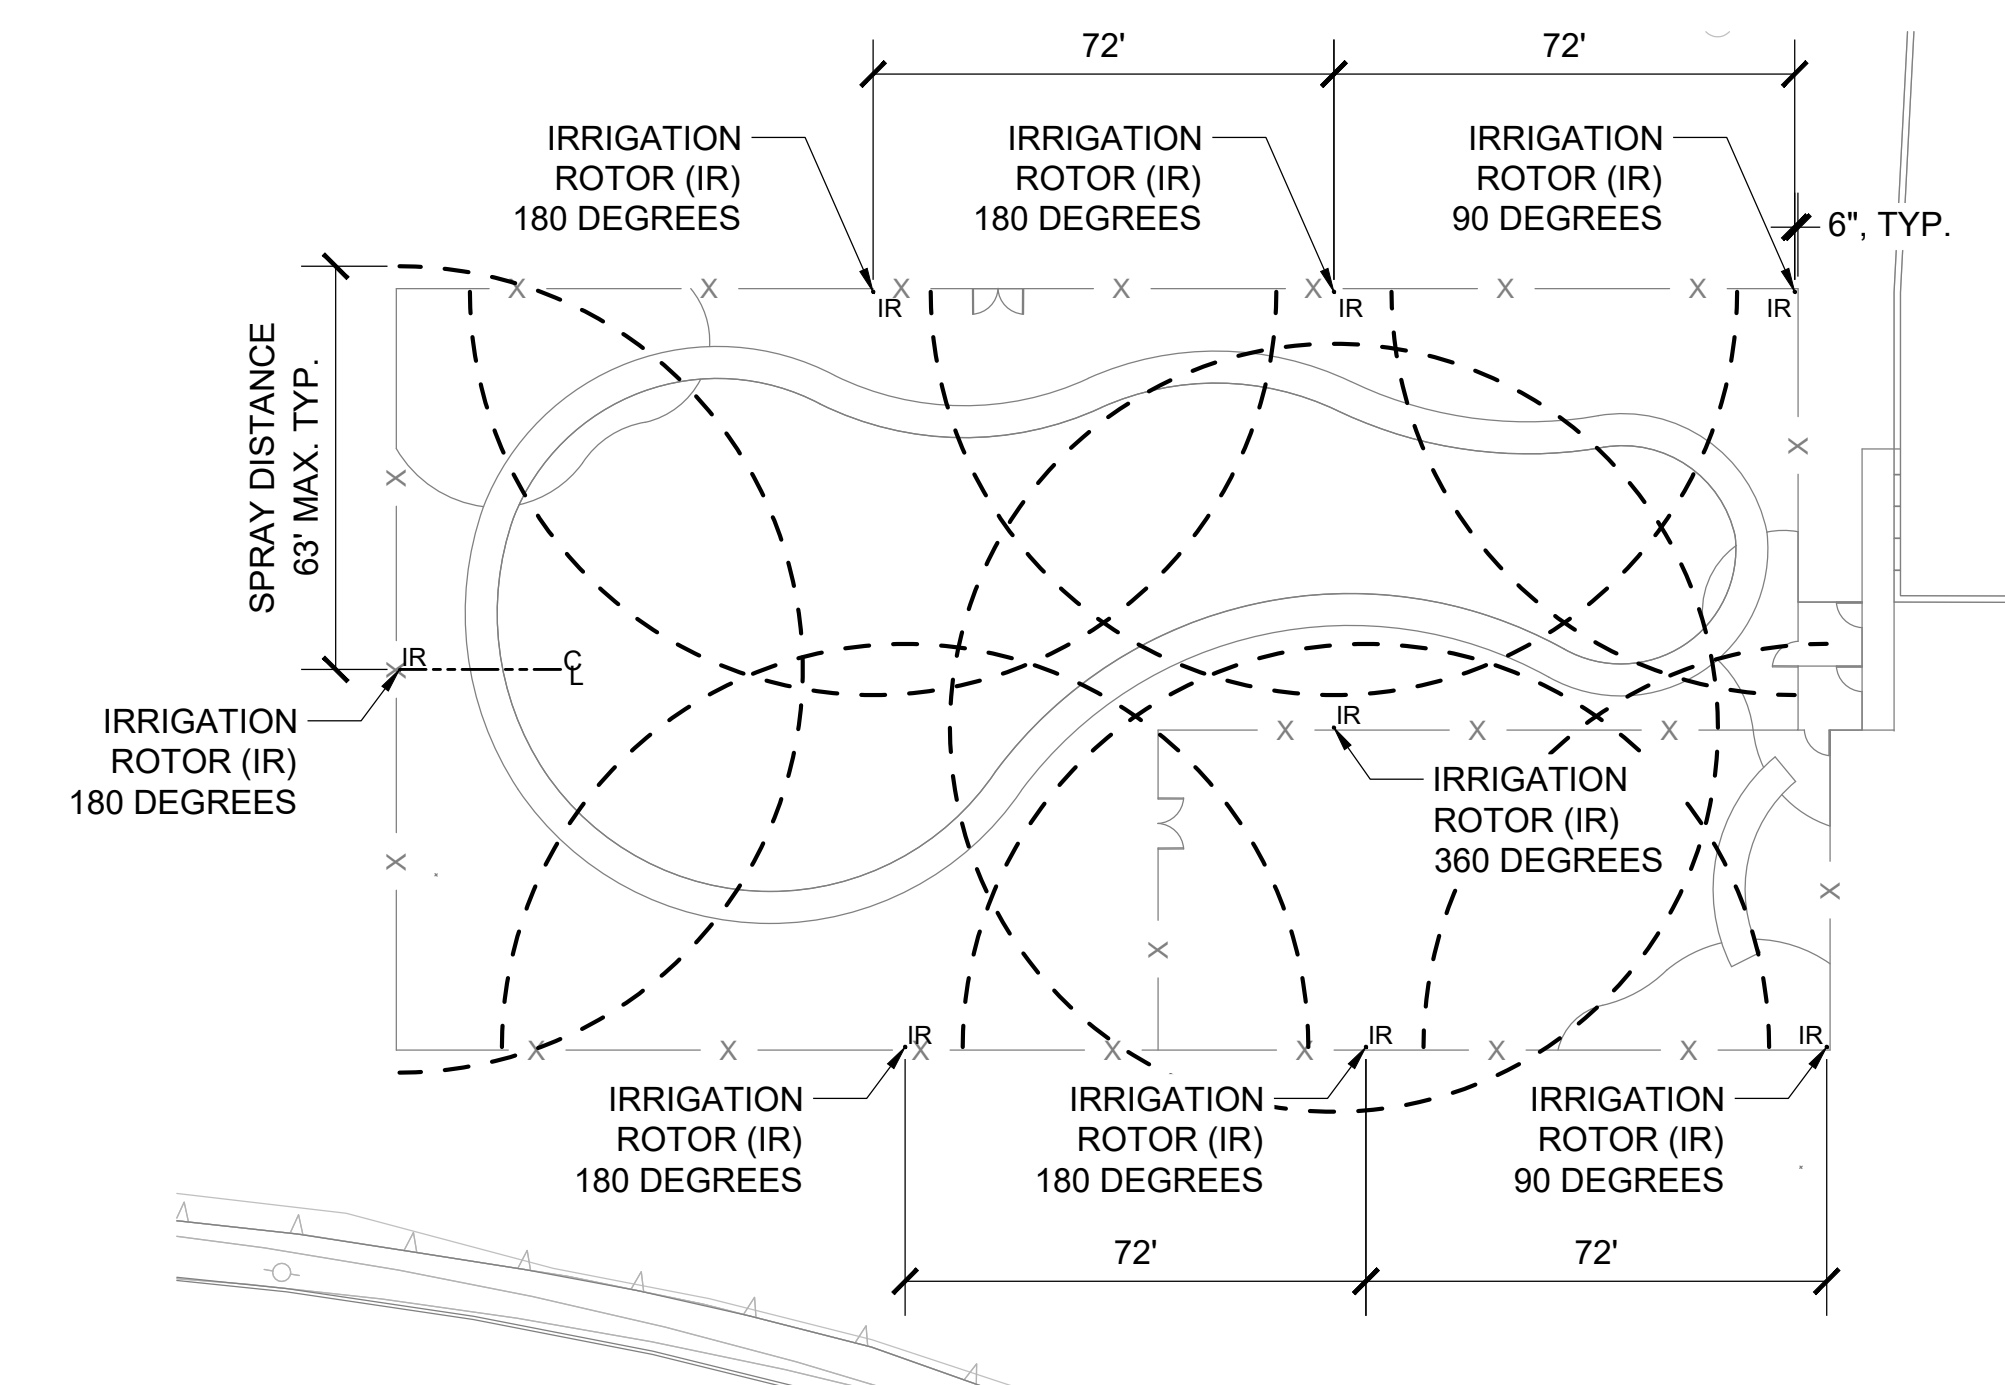 72'
72'
IRRIGATION
ROTOR (IR)
180 DEGREES
IRRIGATION
ROTOR (IR)
180 DEGREES
IRRIGATION
ROTOR (IR)
90 DEGREES
6", TYP.
X
X
X
X
X
X
X
IR
IR
IR
SPRAY DISTANCE
63' MAX. TYP.
X
X
IR
X
CL
IRRIGATION
ROTOR (IR)
180 DEGREES
IR
X
X
X
IRRIGATION
ROTOR (IR)
360 DEGREES
X
X
X
IR
IR
IR
X
X
X
X
X
X
X
IRRIGATION
ROTOR (IR)
180 DEGREES
IRRIGATION
ROTOR (IR)
180 DEGREES
IRRIGATION
ROTOR (IR)
90 DEGREES
72'
72'